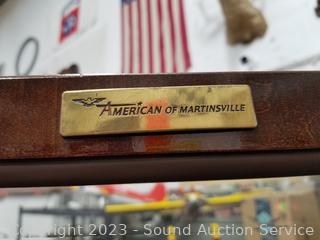 AMERICAN OF MARTINSVILLE
Copyright 2023 - Sound Auction Service